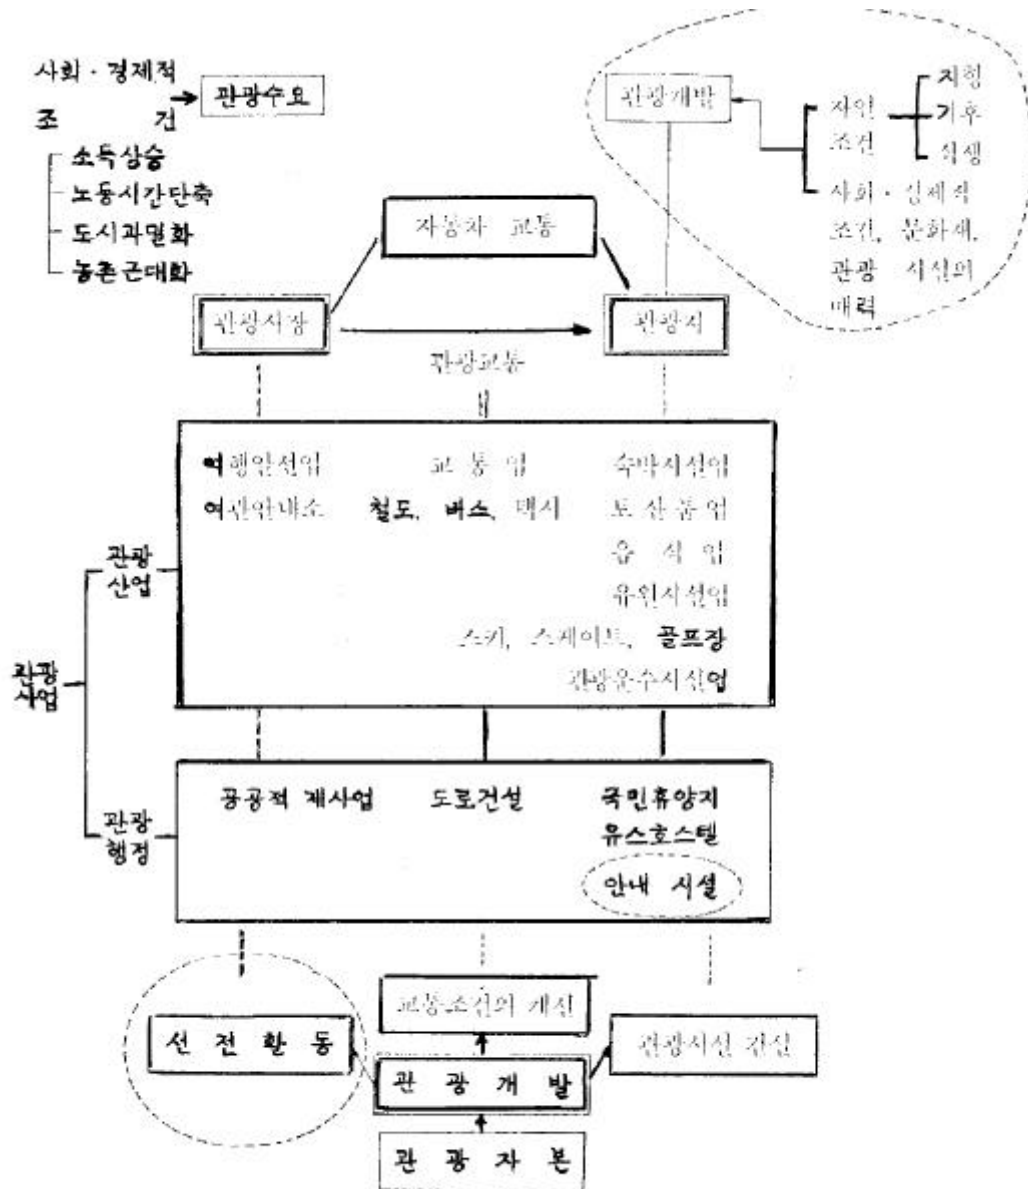 사회·경제적
조 건
관광수요
소득상승
노동시간단축
도시과밀화
농촌근대화
관광개발
자연
조건
지형
기후
식생
사회·경제적
조건, 문화재,
관광 시설의
매력
자동차 교통
관광시장
관광지
관광교통
여행알선업 교통업 숙박시설업
여관안내소 철도, 버스, 택시 토산품업
음식업
유원시설업
스키, 스케이트, 골프장
관광운수시설업
관광
산업
관광
사업
관광
행정
공공적 제사업 도로건설 국민휴양지
유스호스텔
안내 시설
선전활동
교통조건의 개선
관광시설 건설
관광개발
관광자본